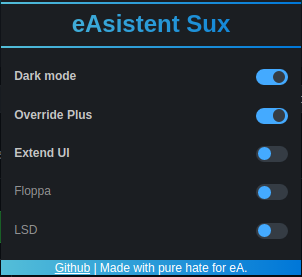 eAsistent Sux
Dark mode
Override Plus
Extend UI
Floppa
LSD
Github | Made with pure hate for eA.